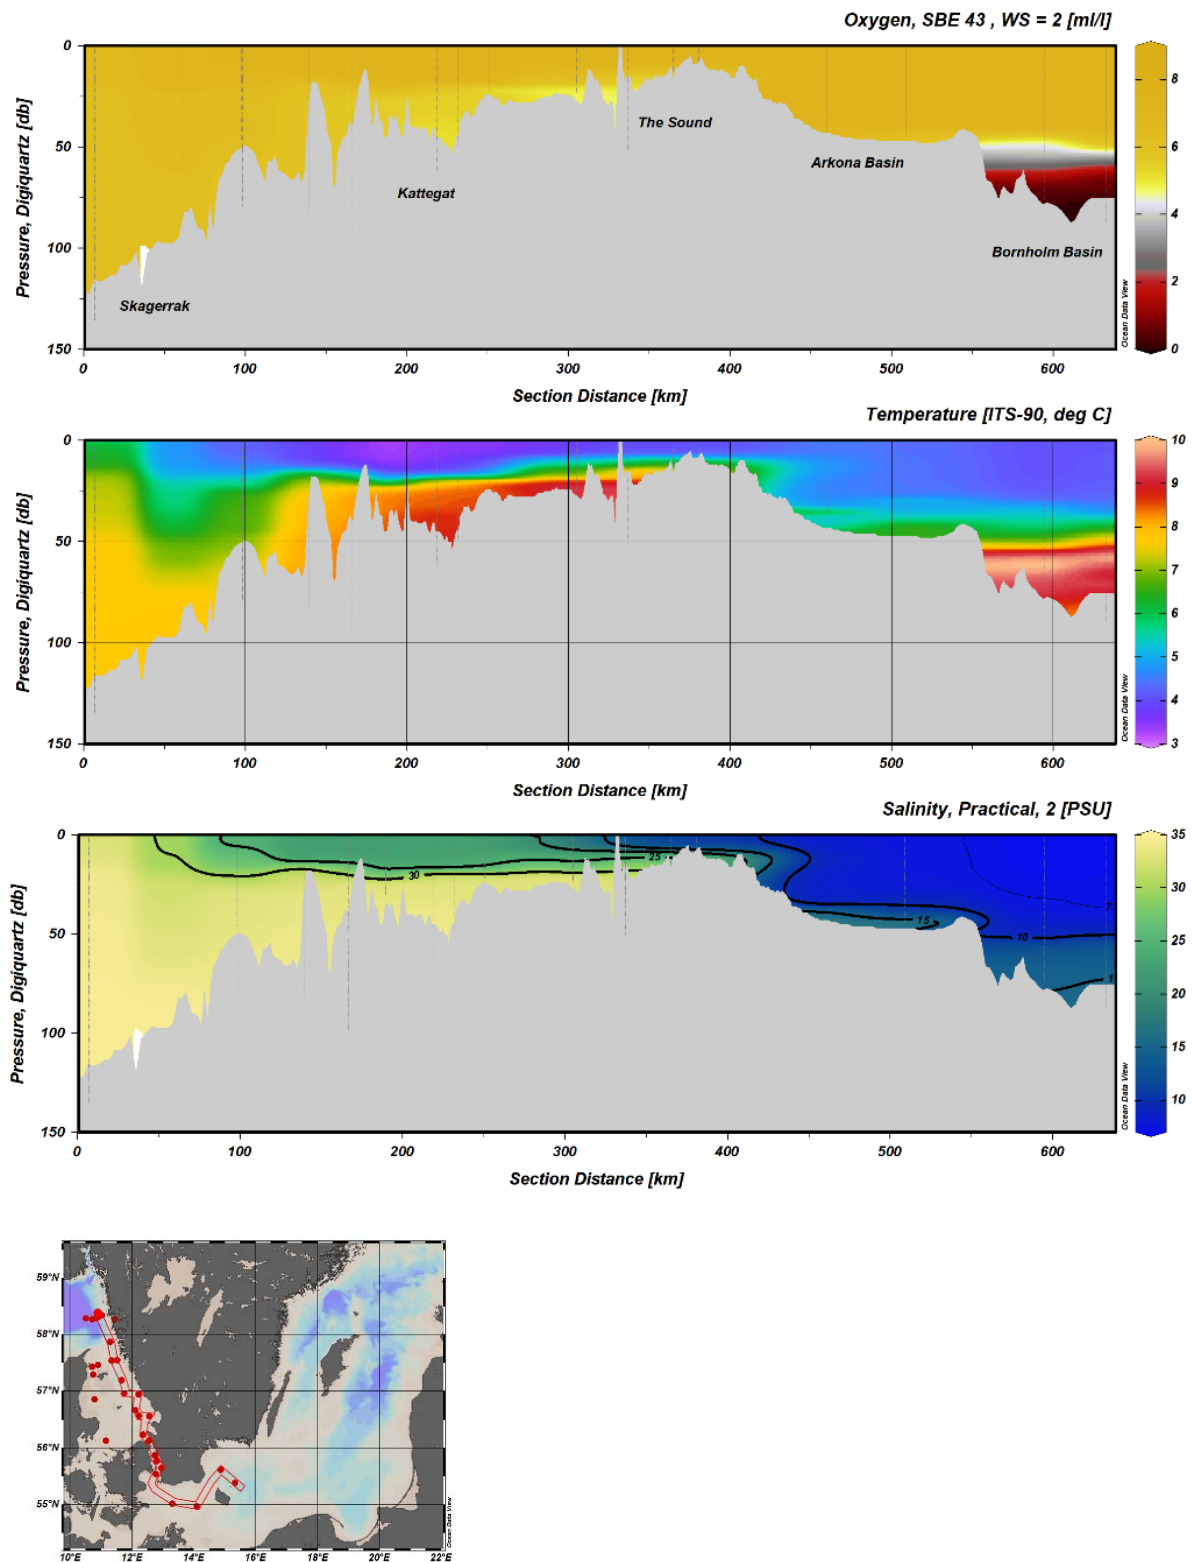 Oxygen, SBE 43 , WS = 2 [ml/l]
0
50
100
150
Pressure, Digiquartz [db]
The Sound
Arkona Basin
Kattegat
Bornholm Basin
Skagerrak
Ocean Data View
8
6
4
2
0
0 100 200 300 400 500 600
Section Distance [km]
Temperature [ITS-90, deg C]
0
50
100
150
Pressure, Digiquartz [db]
Ocean Data View
10
9
8
7
6
5
4
3
0 100 200 300 400 500 600
Section Distance [km]
Salinity, Practical, 2 [PSU]
0
50
100
150
Pressure, Digiquartz [db]
25
30
15
10
7
1
Ocean Data View
35
30
25
20
15
10
0 100 200 300 400 500 600
Section Distance [km]
59°N
58°N
57°N
56°N
55°N
Ocean Data View
10°E 12°E 14°E 16°E 18°E 20°E 22°E